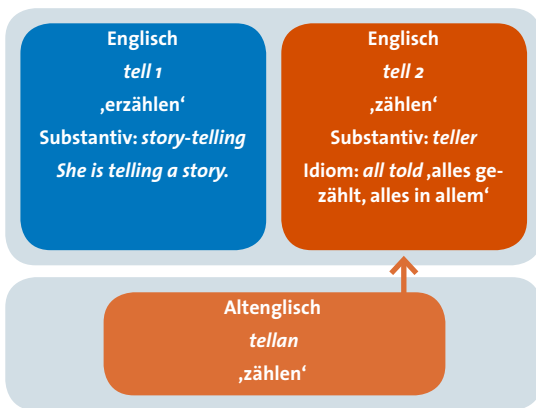 Englisch
tell 1
‚erzählen‘
Substantiv: story-telling
She is telling a story.
Englisch
tell 2
‚zählen‘
Substantiv: teller
Idiom: all told ‚alles ge-
zählt, alles in allem‘
Altenglisch
tellan
‚zählen‘